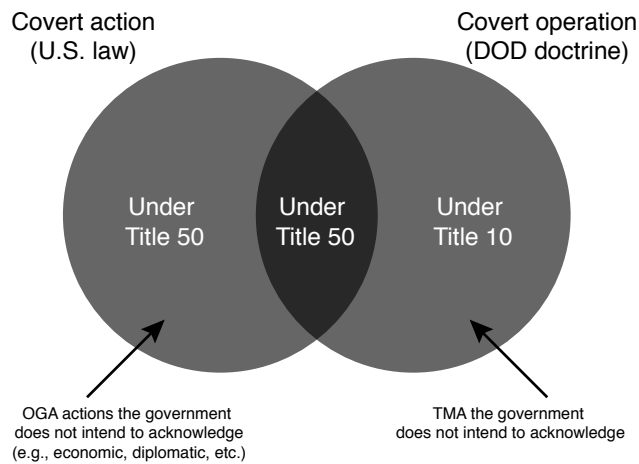 Covert action
(U.S. law)
Covert operation
(DOD doctrine)
Under
Title 50
Under
Title 50
Under
Title 10
OGA actions the government
does not intend to acknowledge
(e.g., economic, diplomatic, etc.)
TMA the government
does not intend to acknowledge